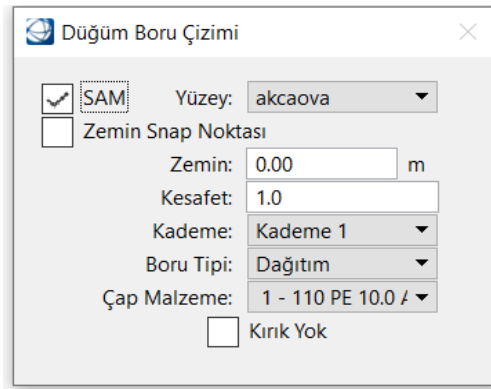 Düğüm Boru Çizimi
SAM Yüzey: akcaova
Zemin Snap Noktası
Zemin: 0.00 m
Kesafet: 1.0
Kademe: Kademe 1
Boru Tipi: Dağıtım
Çap Malzeme: 1 - 110 PE 10.0
Kırık Yok